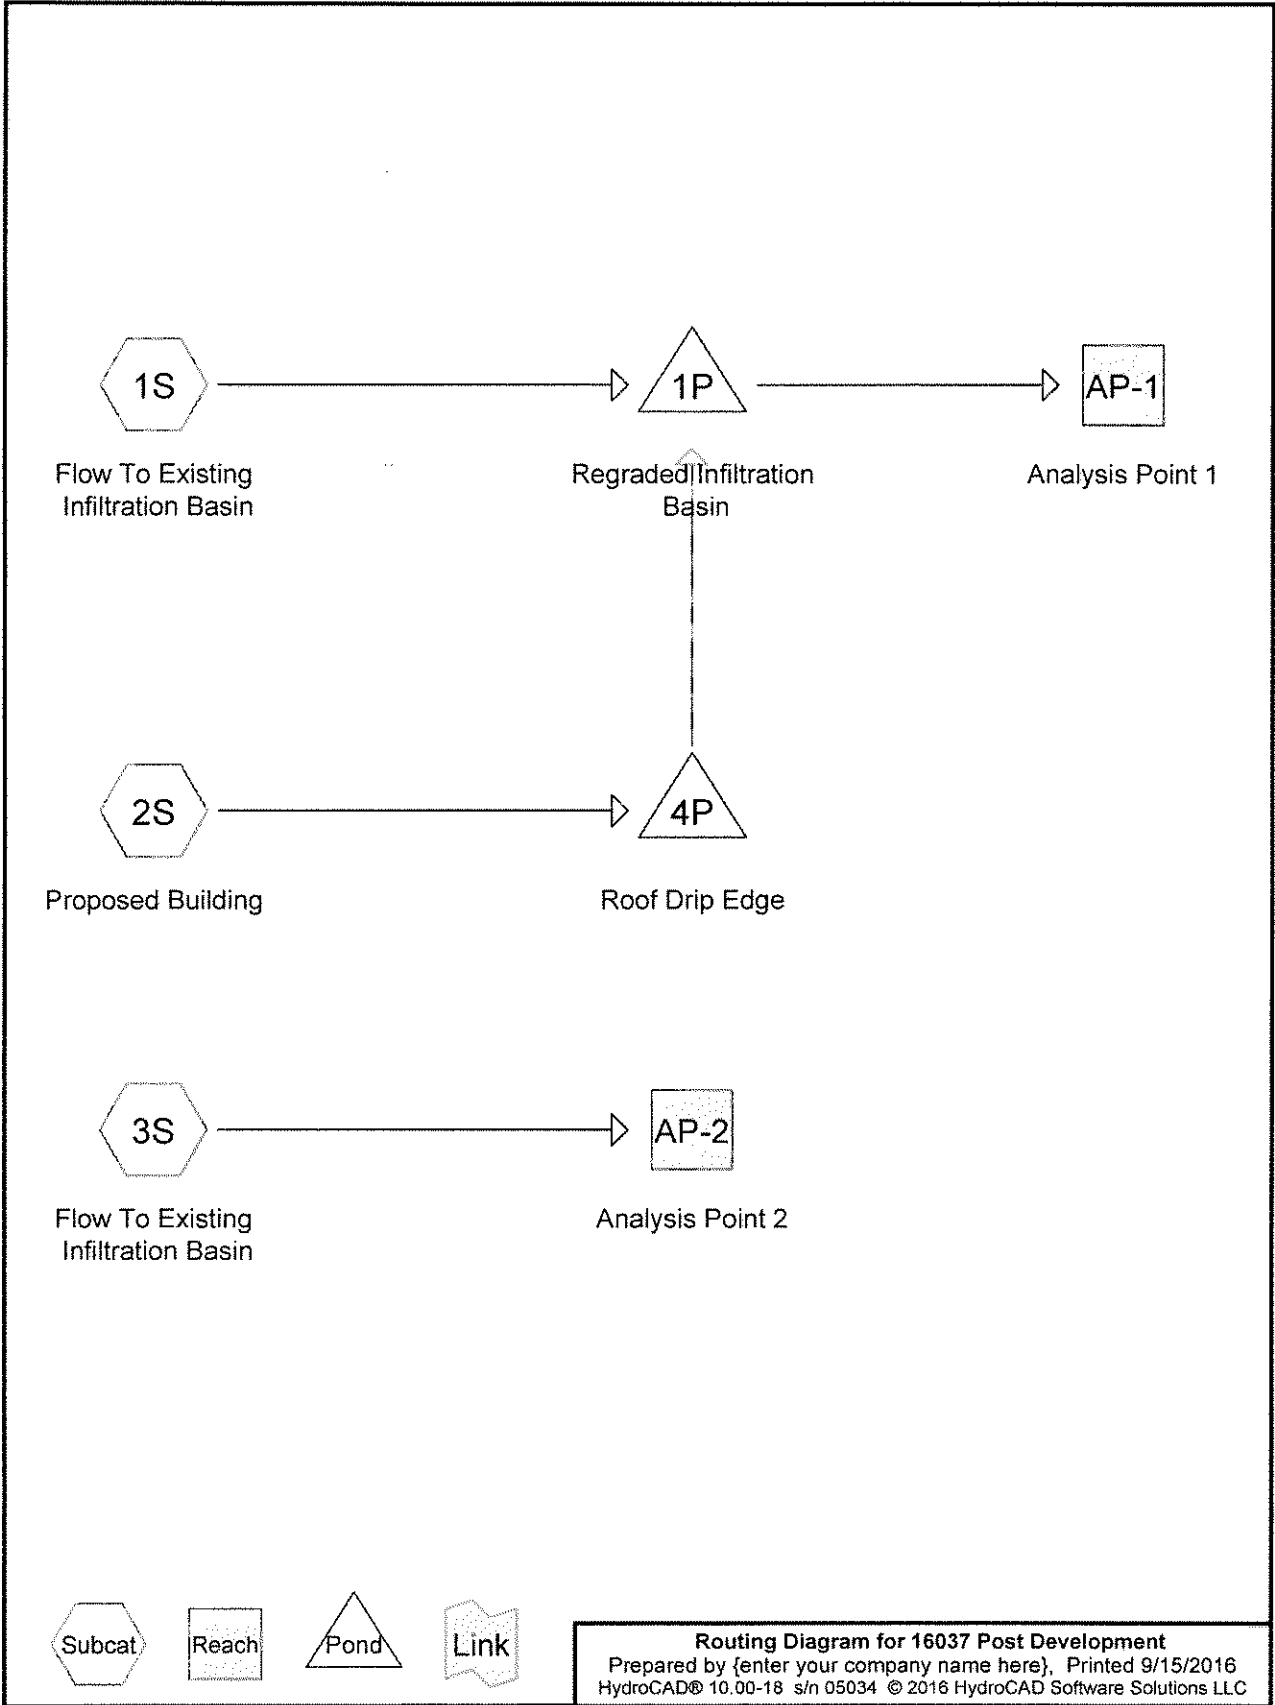 1S
1P
AP-1
Flow To Existing
Infiltration Basin
Regraded Infiltration
Basin
Analysis Point 1
2S
4P
Proposed Building
Roof Drip Edge
3S
AP-2
Flow To Existing
Infiltration Basin
Analysis Point 2
Subcat
Reach
Pond
Link
Routing Diagram for 16037 Post Development
Prepared by {enter your company name here}, Printed 9/15/2016
HydroCAD® 10.00-18 s/n 05034 © 2016 HydroCAD Software Solutions LLC